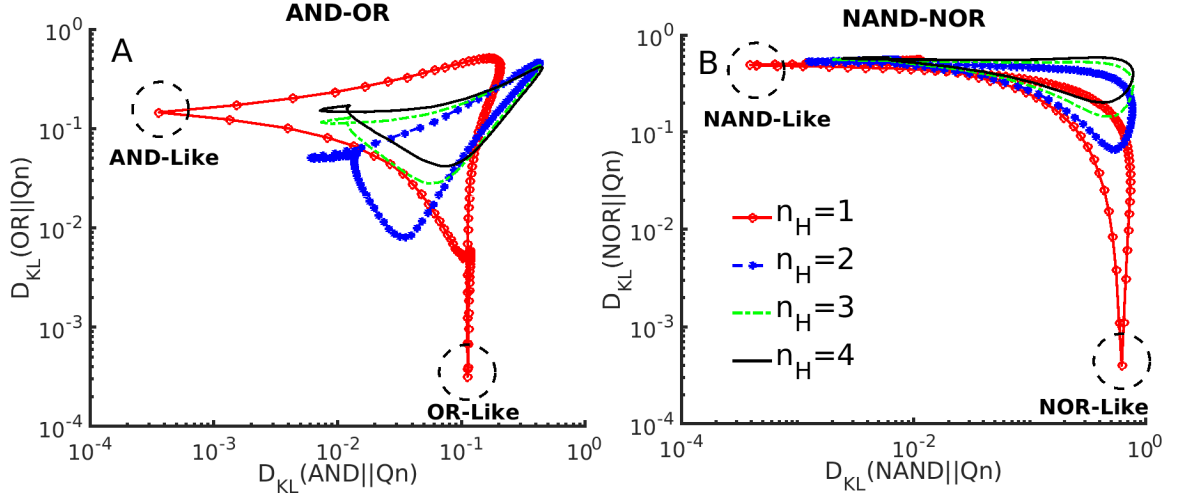 AND-OR
A
10^0
10^-1
10^-2
10^-3
10^-4
D_KL(OR||Qn)
AND-Like
OR-Like
10^-4
10^-3
10^-2
10^-1
10^0
D_KL(AND||Qn)
NAND-NOR
B
10^0
10^-1
10^-2
10^-3
10^-4
D_KL(NOR||Qn)
NAND-Like
n_H=1
n_H=2
n_H=3
n_H=4
NOR-Like
10^-4
10^-2
10^0
D_KL(NAND||Qn)